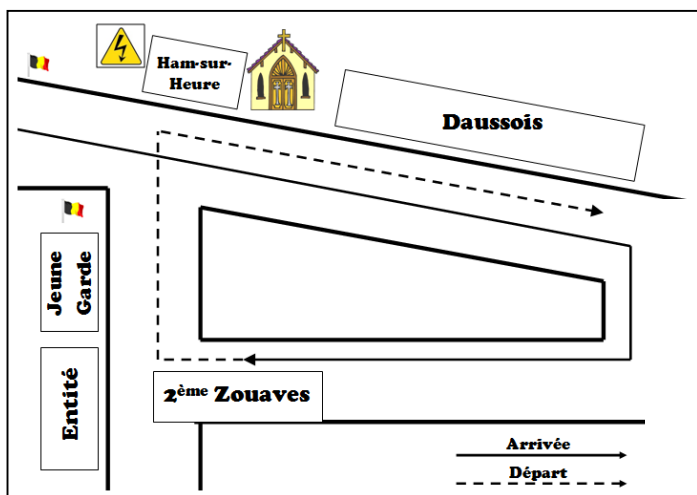 Ham-sur-
Heure
Daussois
Jeune
Garde
Entité
2ème Zouaves
Arrivée
Départ